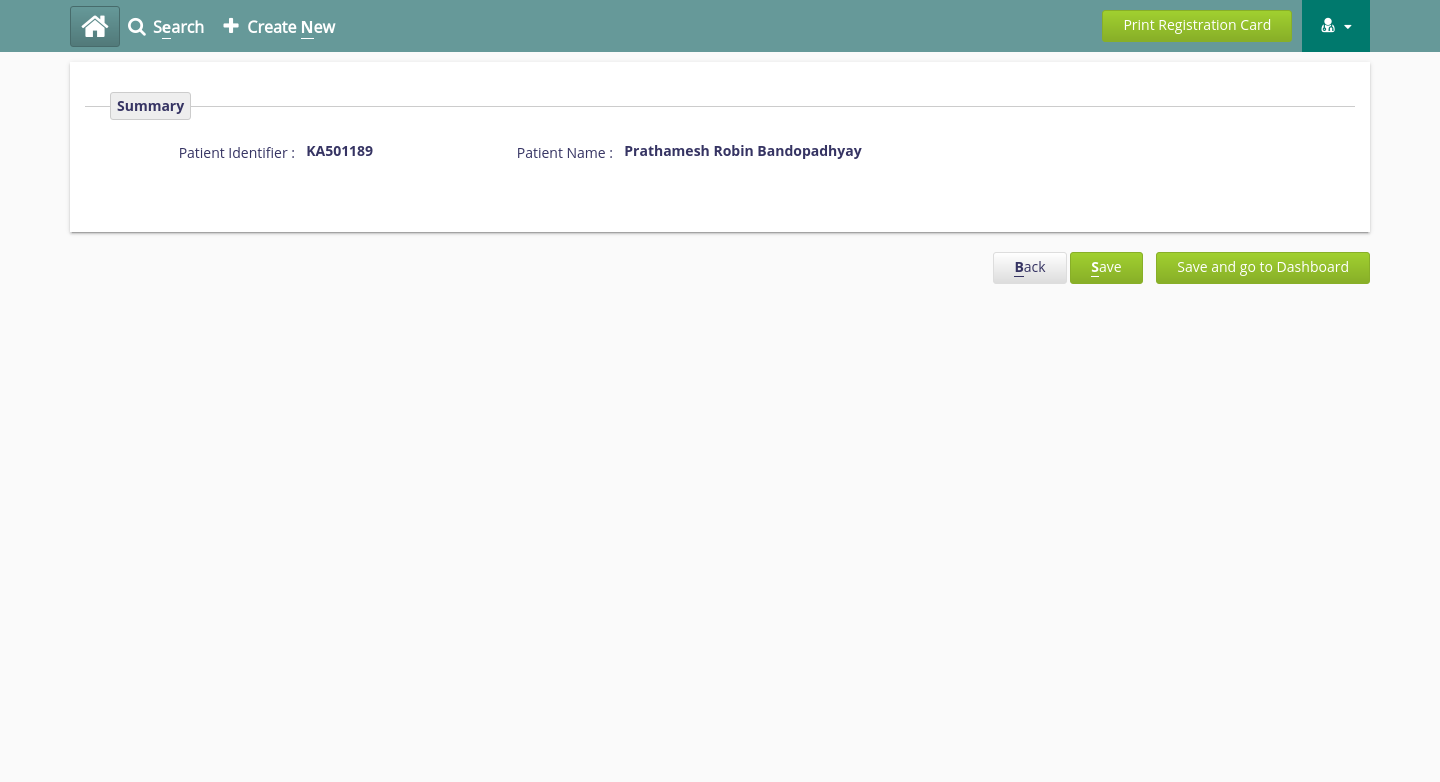 Search Create New Print Registration Card
Summary
Patient Identifier : KA501189 Patient Name : Prathamesh Robin Bandopadhyay
Back Save Save and go to Dashboard